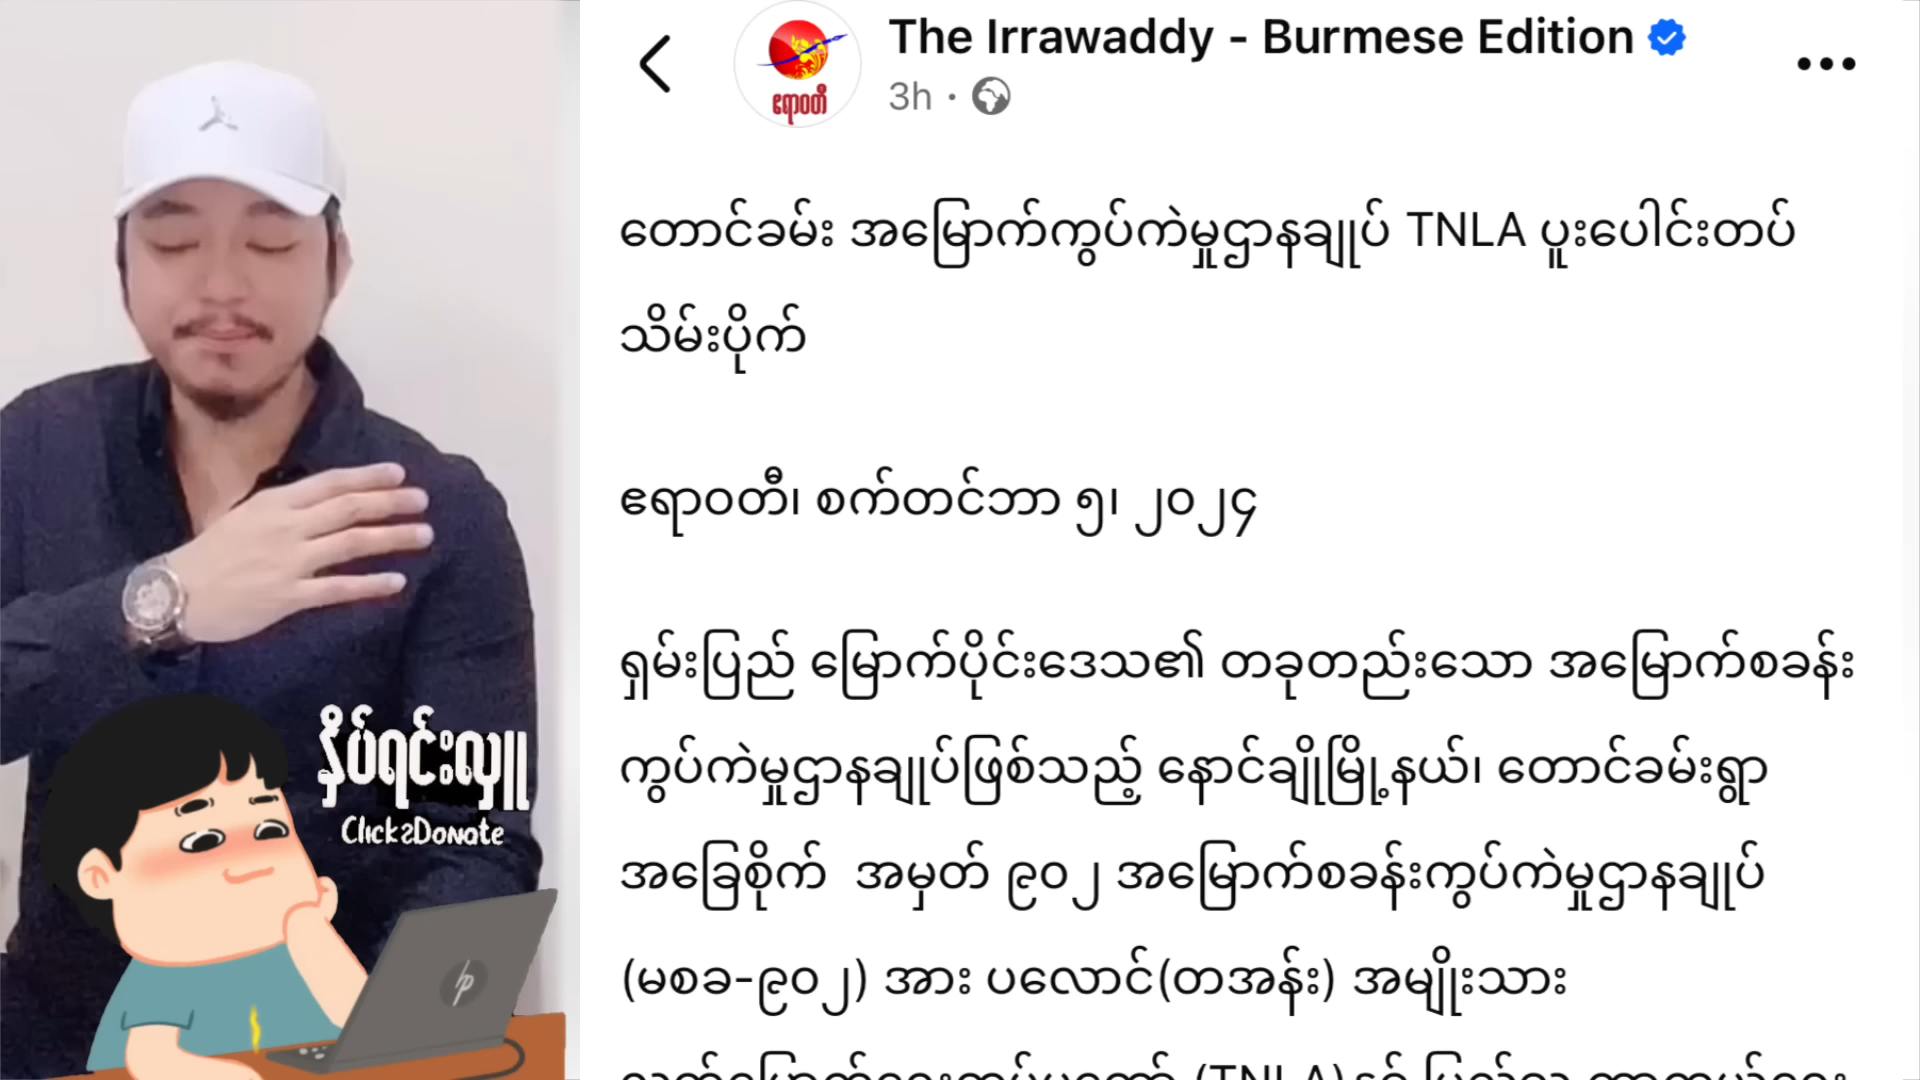 The Irrawaddy - Burmese Edition
3h
ဧရာဝတီ
တောင်ခမ်း အမြောက်ကွပ်ကဲမှုဌာနချုပ် TNLA ပူးပေါင်းတပ်
သိမ်းပိုက်
ဧရာဝတီ၊ စက်တင်ဘာ ၅၊ ၂၀၂၄
ရှမ်းပြည် မြောက်ပိုင်းဒေသ၏ တခုတည်းသော အမြောက်စခန်း
ကွပ်ကဲမှုဌာနချုပ်ဖြစ်သည့် နောင်ချိုမြို့နယ်၊ တောင်ခမ်းရွာ
အခြေစိုက် အမှတ် ၉၀၂ အမြောက်စခန်းကွပ်ကဲမှုဌာနချုပ်
(မစခ-၉၀၂) အား ပလောင်(တအန်း) အမျိုးသား
နှိပ်ရင်းလှူ
Click2Donate
hp